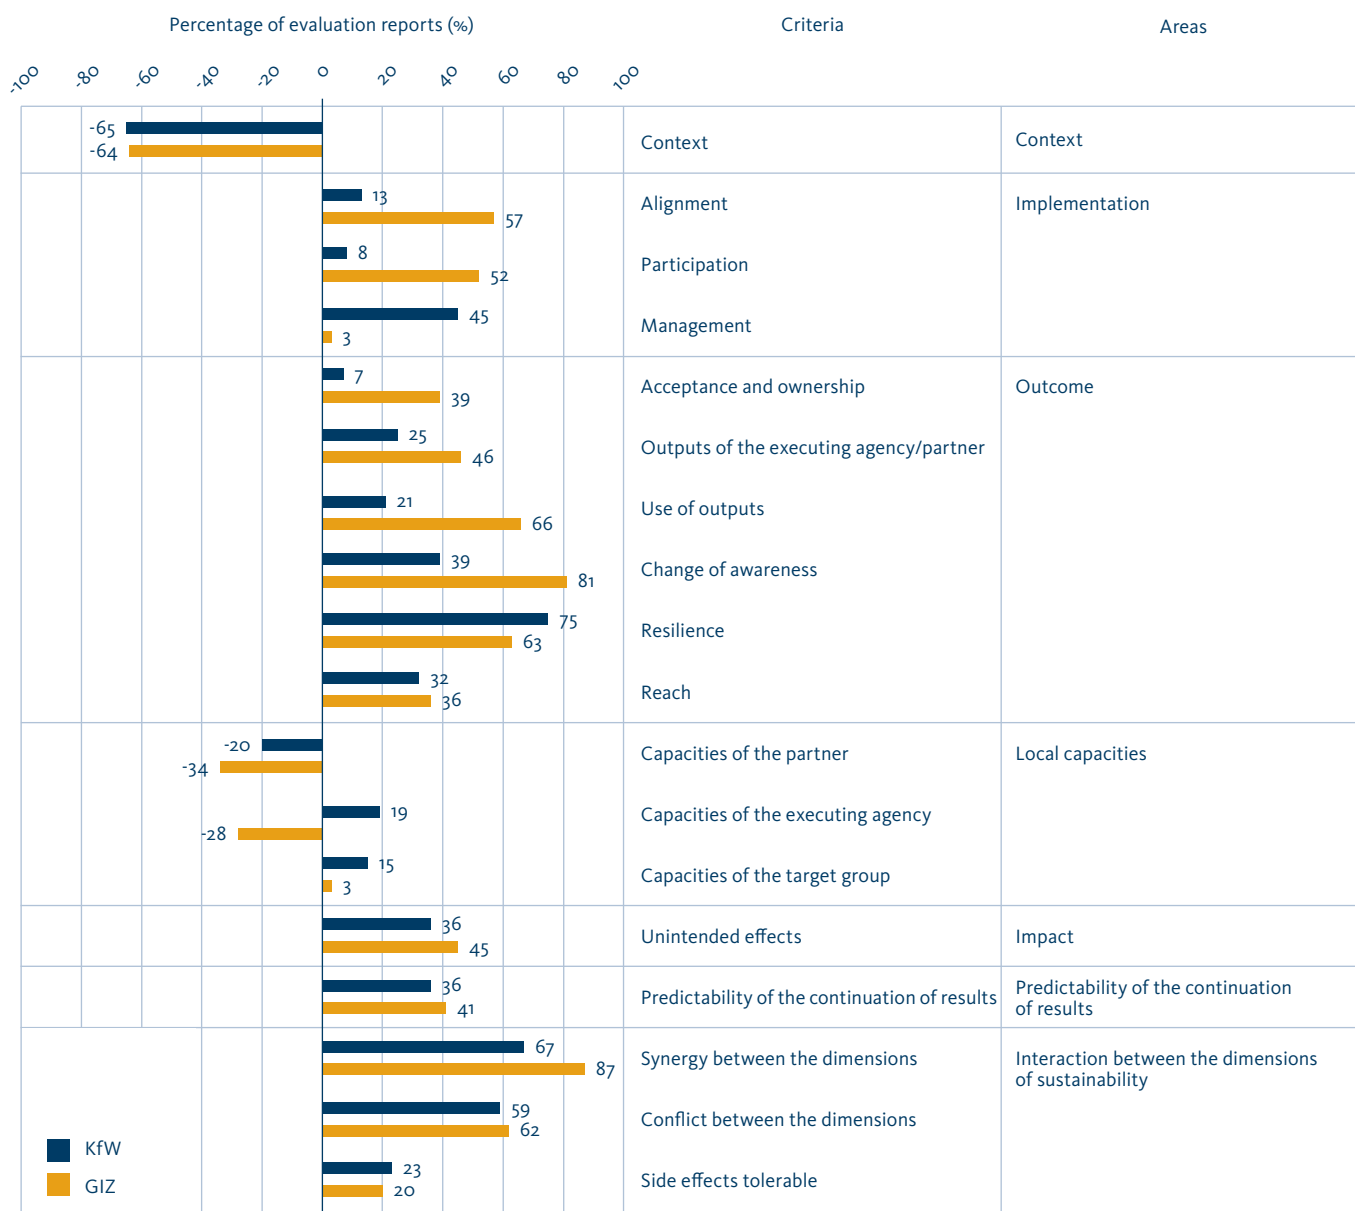 Percentage of evaluation reports (%)
Criteria
Areas
-100 -80 -60 -40 -20 0 20 40 60 80 100
-65
-64
Context
Context
13
57
Alignment
Implementation
8
52
Participation
45
3
Management
7
39
Acceptance and ownership
Outcome
25
46
Outputs of the executing agency/partner
21
66
Use of outputs
39
81
Change of awareness
75
63
Resilience
32
36
Reach
-20
-34
Capacities of the partner
Local capacities
19
-28
Capacities of the executing agency
15
3
Capacities of the target group
36
45
Unintended effects
Impact
36
41
Predictability of the continuation of results
Predictability of the continuation
of results
67
87
Synergy between the dimensions
Interaction between the dimensions
of sustainability
59
62
Conflict between the dimensions
23
20
Side effects tolerable
KfW
GIZ